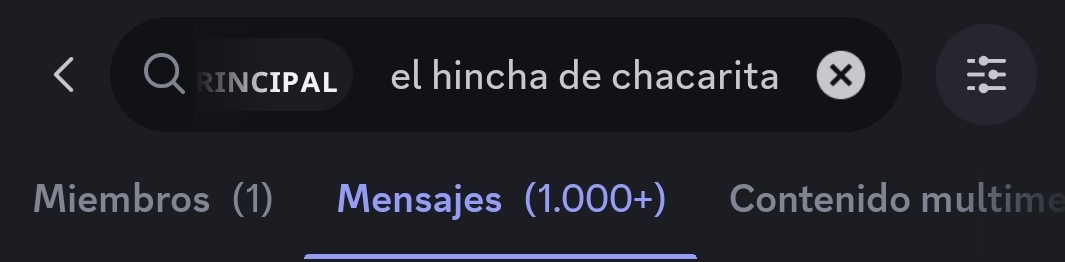 RINCIPAL el hincha de chacarita
Miembros (1) Mensajes (1.000+) Contenido multime